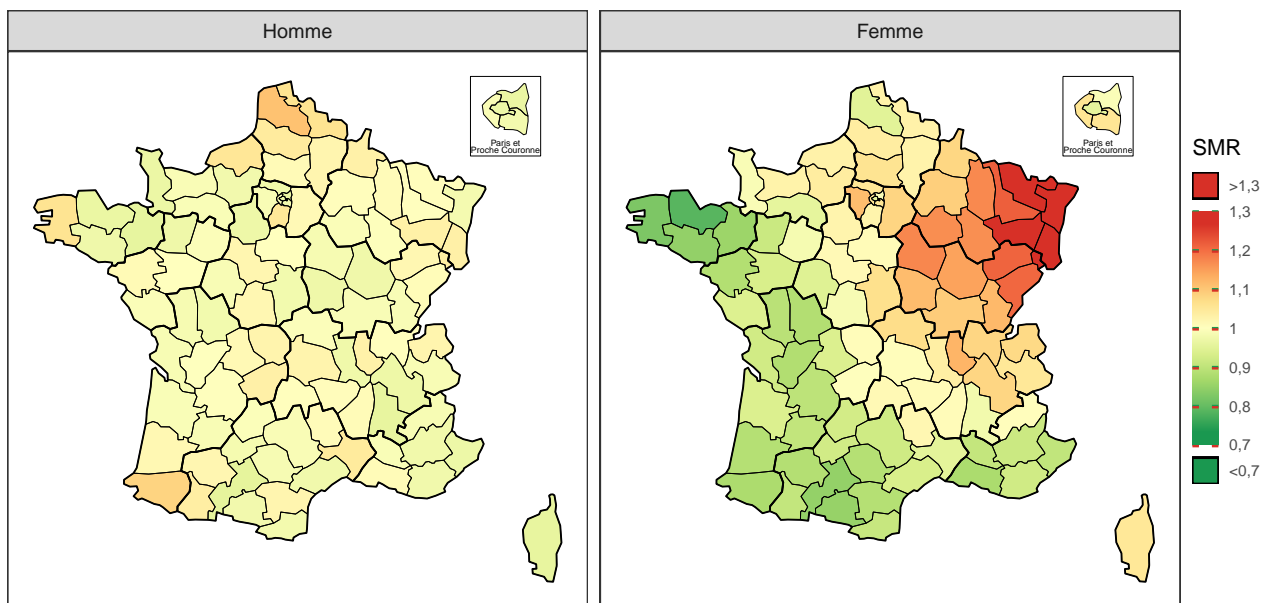 Homme
Femme
Paris et
Proche Couronne
Paris et
Proche Couronne
SMR
>1,3
1,3
1,2
1,1
1
0,9
0,8
0,7
<0,7